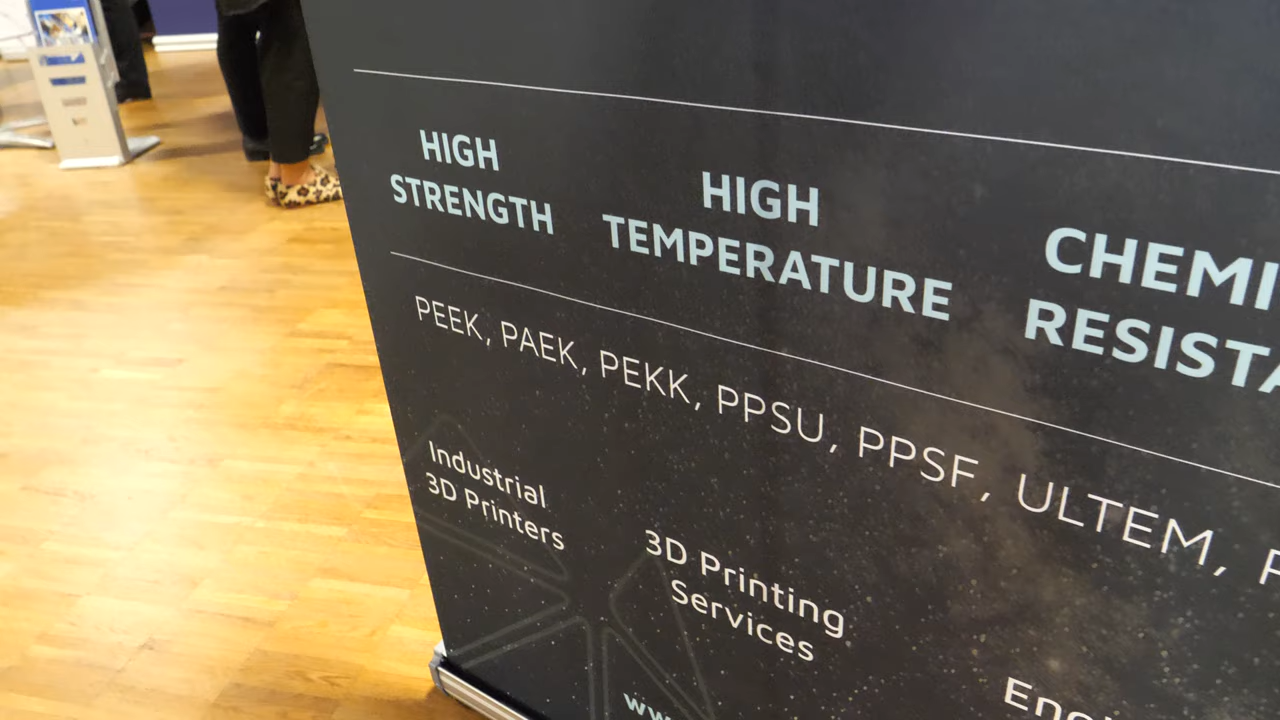 HIGH
STRENGTH
HIGH
TEMPERATURE
CHEMI
RESISTA
PEEK, PAEK, PEKK, PPSU, PPSF, ULTEM,
Industrial
3D Printers
3D Printing
Services